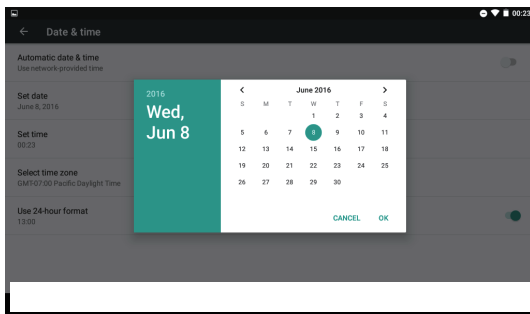 00:23
Date & time
Automatic date & time
Use network-provided time
Set date
June 8, 2016
Set time
00:23
Select time zone
GMT-07:00 Pacific Daylight Time
Use 24-hour format
13:00
2016
Wed,
Jun 8
June 2016
S M T W T F S
1 2 3 4
5 6 7 8 9 10 11
12 13 14 15 16 17 18
19 20 21 22 23 24 25
26 27 28 29 30
CANCEL OK